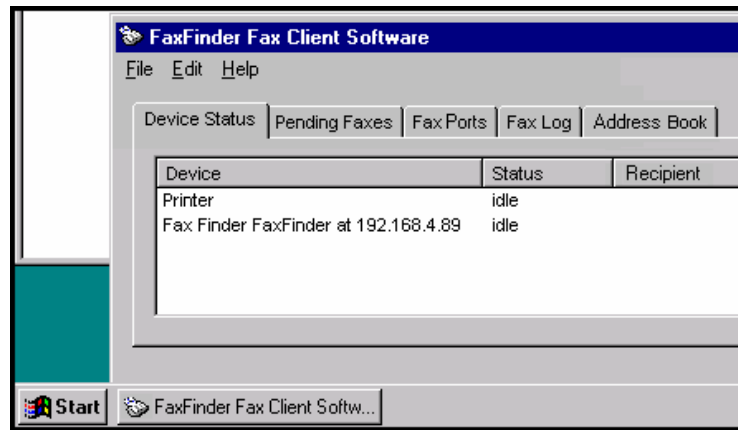 FaxFinder Fax Client Software
File Edit Help
Device Status Pending Faxes Fax Ports Fax Log Address Book
Device Status Recipient
Printer idle
Fax Finder FaxFinder at 192.168.4.89 idle
Start FaxFinder Fax Client Softw...